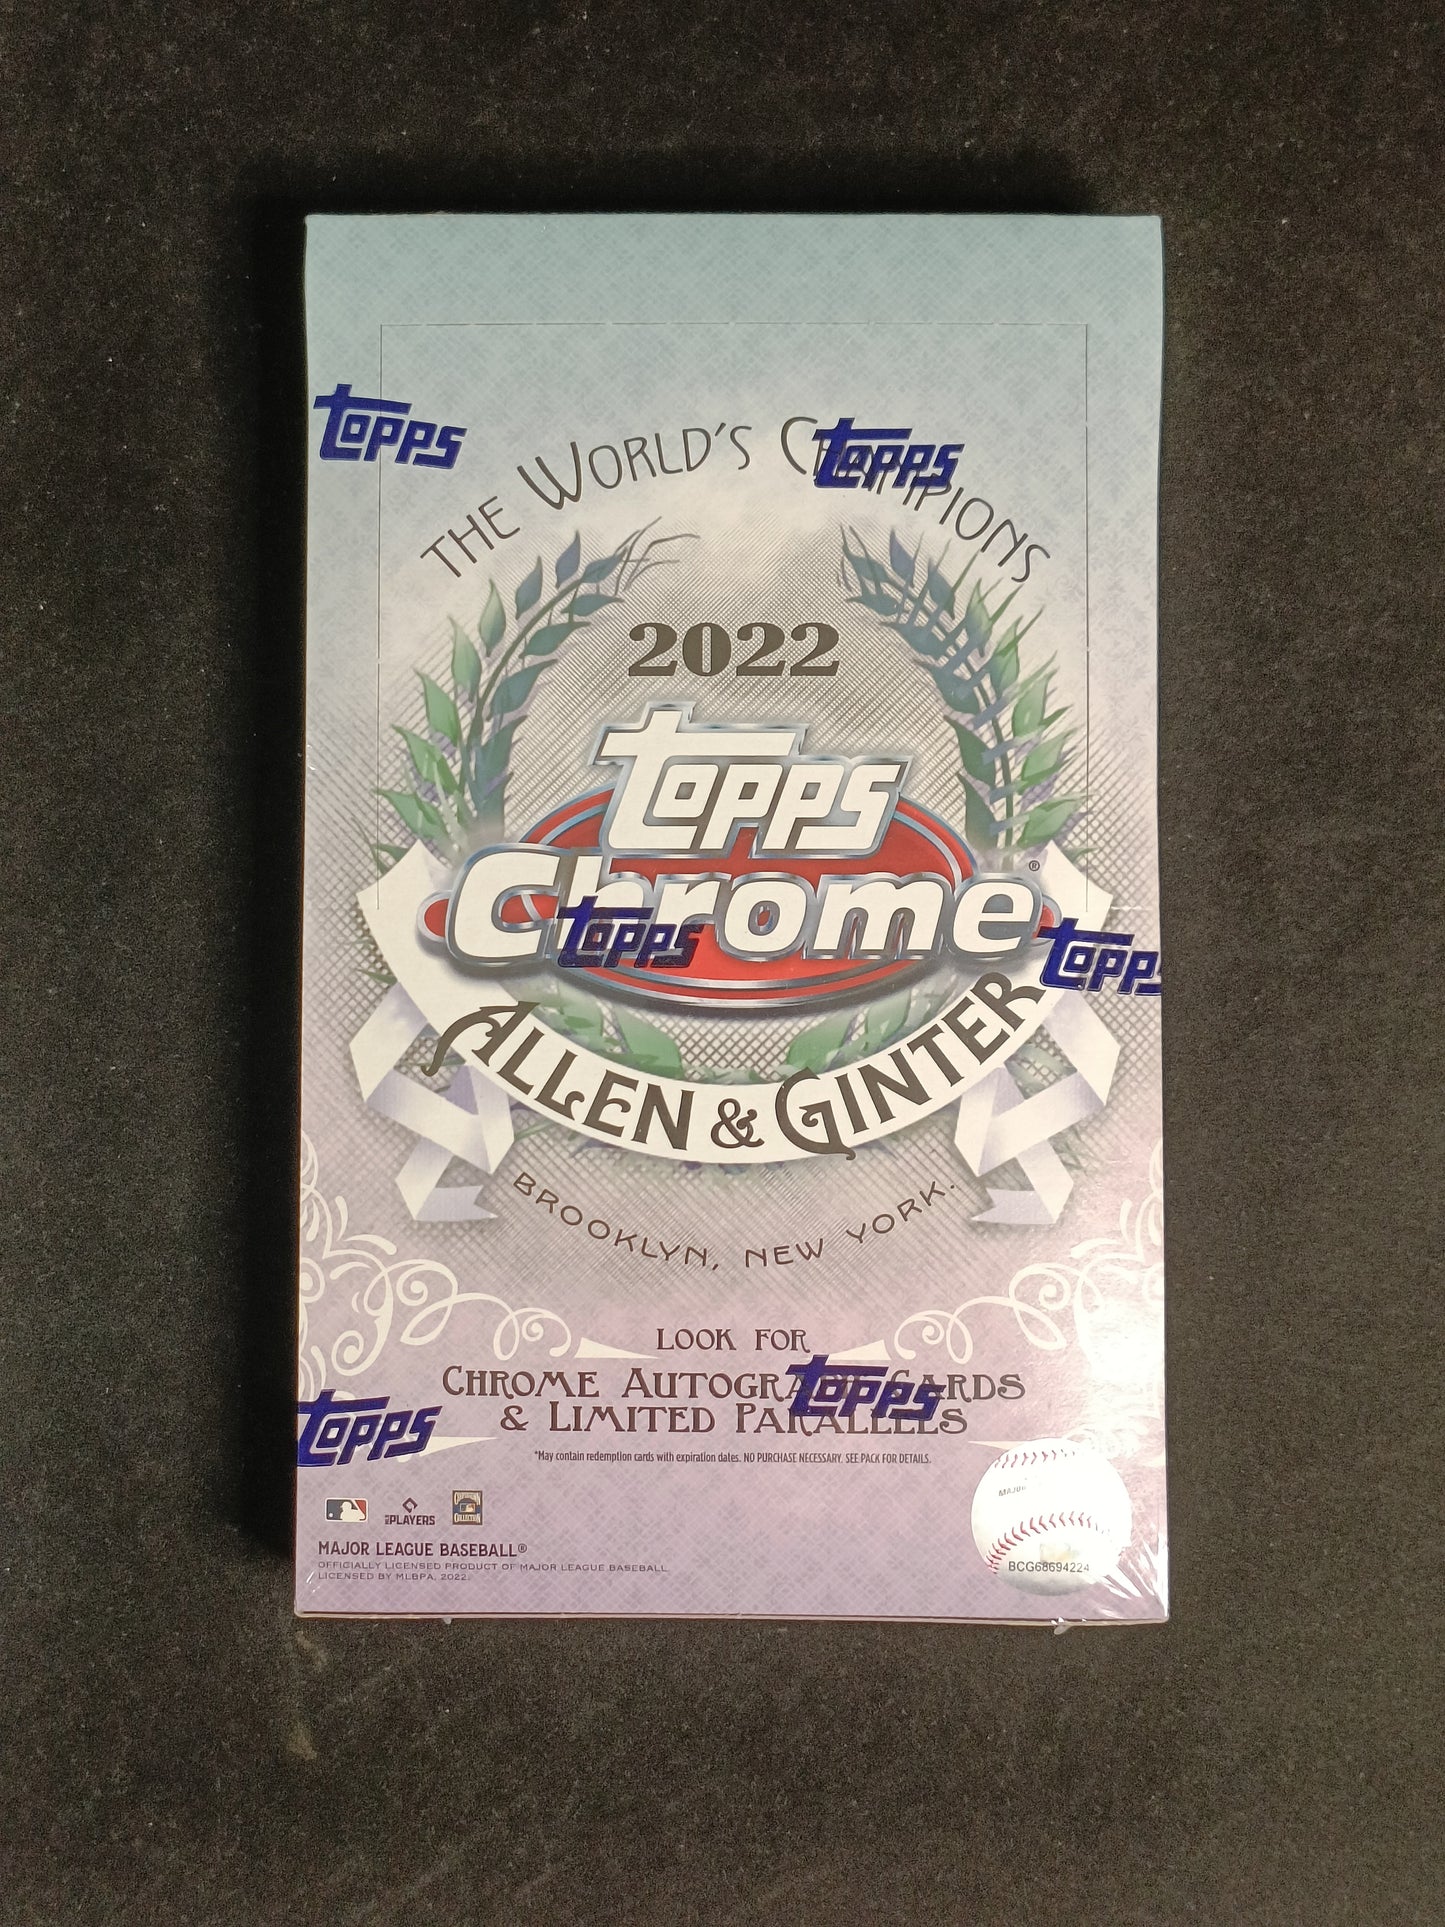 topps
topps
THE WORLD'S CHAMPIONS
2022
topps
Chrome®
topps
topps
ALLEN & GINTER
BROOKLYN, NEW YORK.
LOOK FOR
CHROME AUTOGRAPH CARDS
topps
& LIMITED PARALLELS
topps
*May contain redemption cards with expiration dates. NO PURCHASE NECESSARY. SEE PACK FOR DETAILS.
MAJOR
PLAYERS
MAJOR LEAGUE BASEBALL®
OFFICIALLY LICENSED PRODUCT OF MAJOR LEAGUE BASEBALL.
LICENSED BY MLBPA, 2022.
BCG68694224